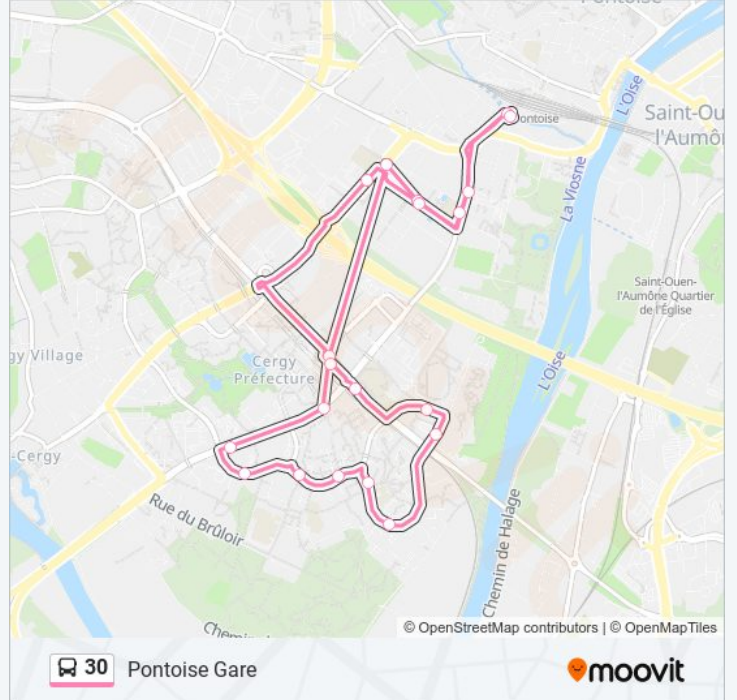 Pontoise
L'Oise
Saint-Ou
l'Aumôn
Pontoise
La Viosne
Saint-Ouen-
l'Aumône Quartier
de l'Église
gy Village
Cergy
Préfecture
L'Oise
-Cergy
Rue du Brûloir
Chemin de Halage
© OpenStreetMap contributors | © OpenMapTiles
30
Pontoise Gare
moovit